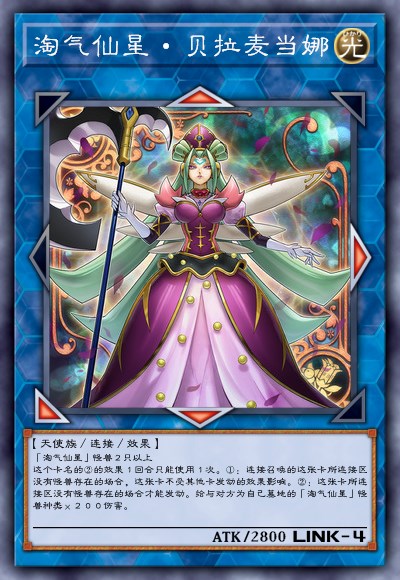 淘气仙星・贝拉麦当娜
光
【天使族／连接／效果】
「淘气仙星」怪兽２只以上
这个卡名的②的效果１回合只能使用１次。①：连接召唤的这张卡所连接区
没有怪兽存在的场合，这张卡不受其他卡发动的效果影响。②：这张卡所连
接区没有怪兽存在的场合才能发动。给与对方为自己墓地的「淘气仙星」怪
兽种类×２００伤害。
ATK/2800 LINK-4